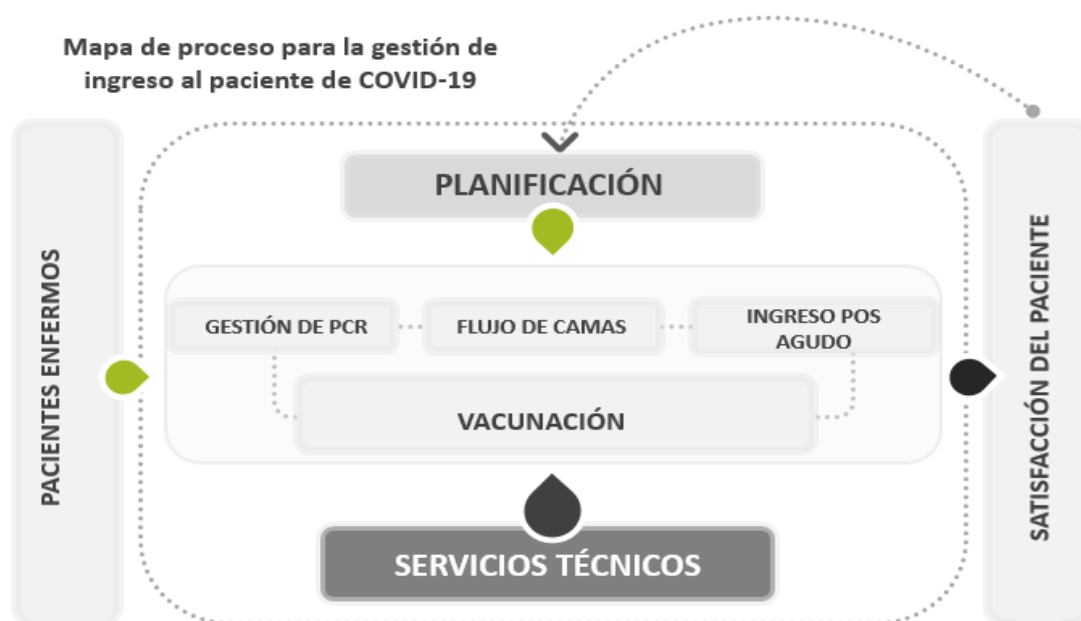 Mapa de proceso para la gestión de
ingreso al paciente de COVID-19
PACIENTES ENFERMOS
PLANIFICACIÓN
GESTIÓN DE PCR
FLUJO DE CAMAS
INGRESO POS
AGUDO
VACUNACIÓN
SERVICIOS TÉCNICOS
SATISFACCIÓN DEL PACIENTE